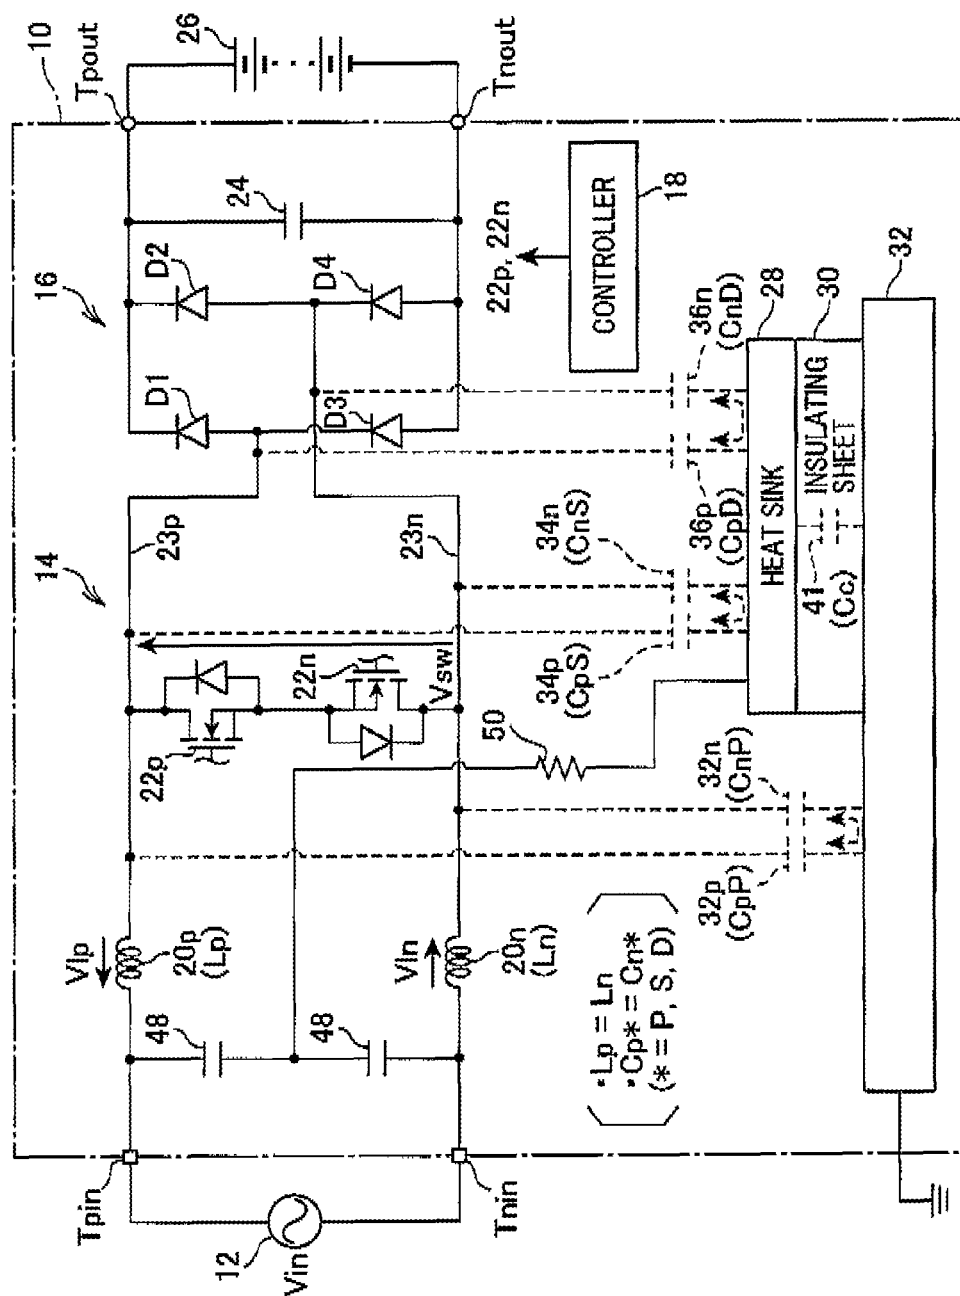 10
Tpout
26
Tnout
16
D2
24
D1
D4
D3
22p, 22n
CONTROLLER
18
14
23p
23n
36n
(CnD)
36p
(CpD)
28
30
32
HEAT SINK
INSULATING
SHEET
41
(Cc)
34n
(CnS)
34p
(CpS)
22p
22n
Vsw
50
32n
(CnP)
32p
(CpP)
Vlp
20p
(Lp)
Vln
20n
(Ln)
48
48
•Lp = Ln
•Cp* = Cn*
(* = P, S, D)
Tpin
Tnin
12
Vin